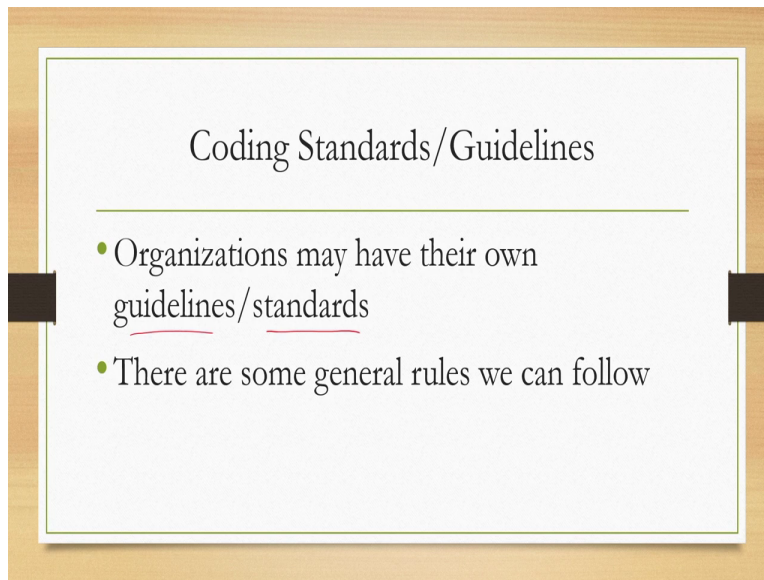 Coding Standards/Guidelines
• Organizations may have their own
guidelines/standards
• There are some general rules we can follow